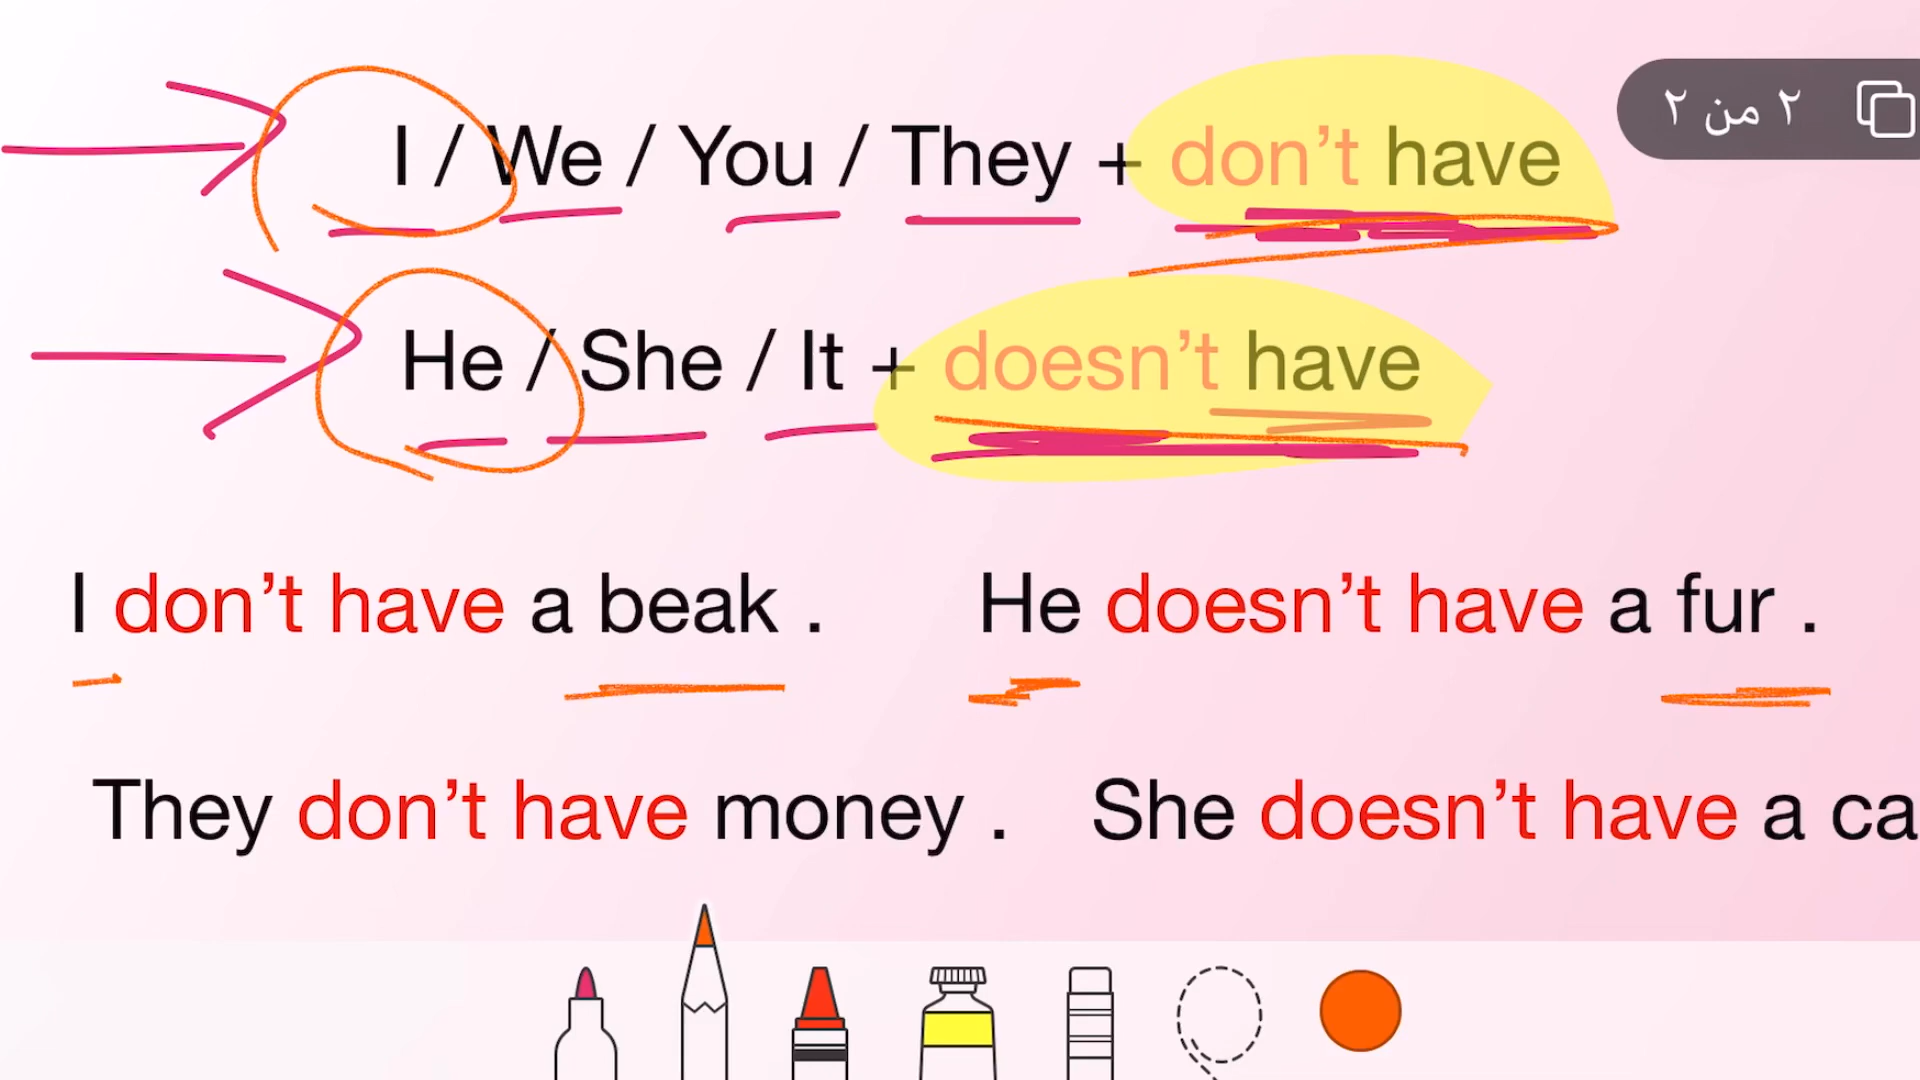 I / We / You / They + don’t have
٢ من ٢
He / She / It + doesn’t have
I don’t have a beak .
He doesn’t have a fur .
They don’t have money .
She doesn’t have a ca